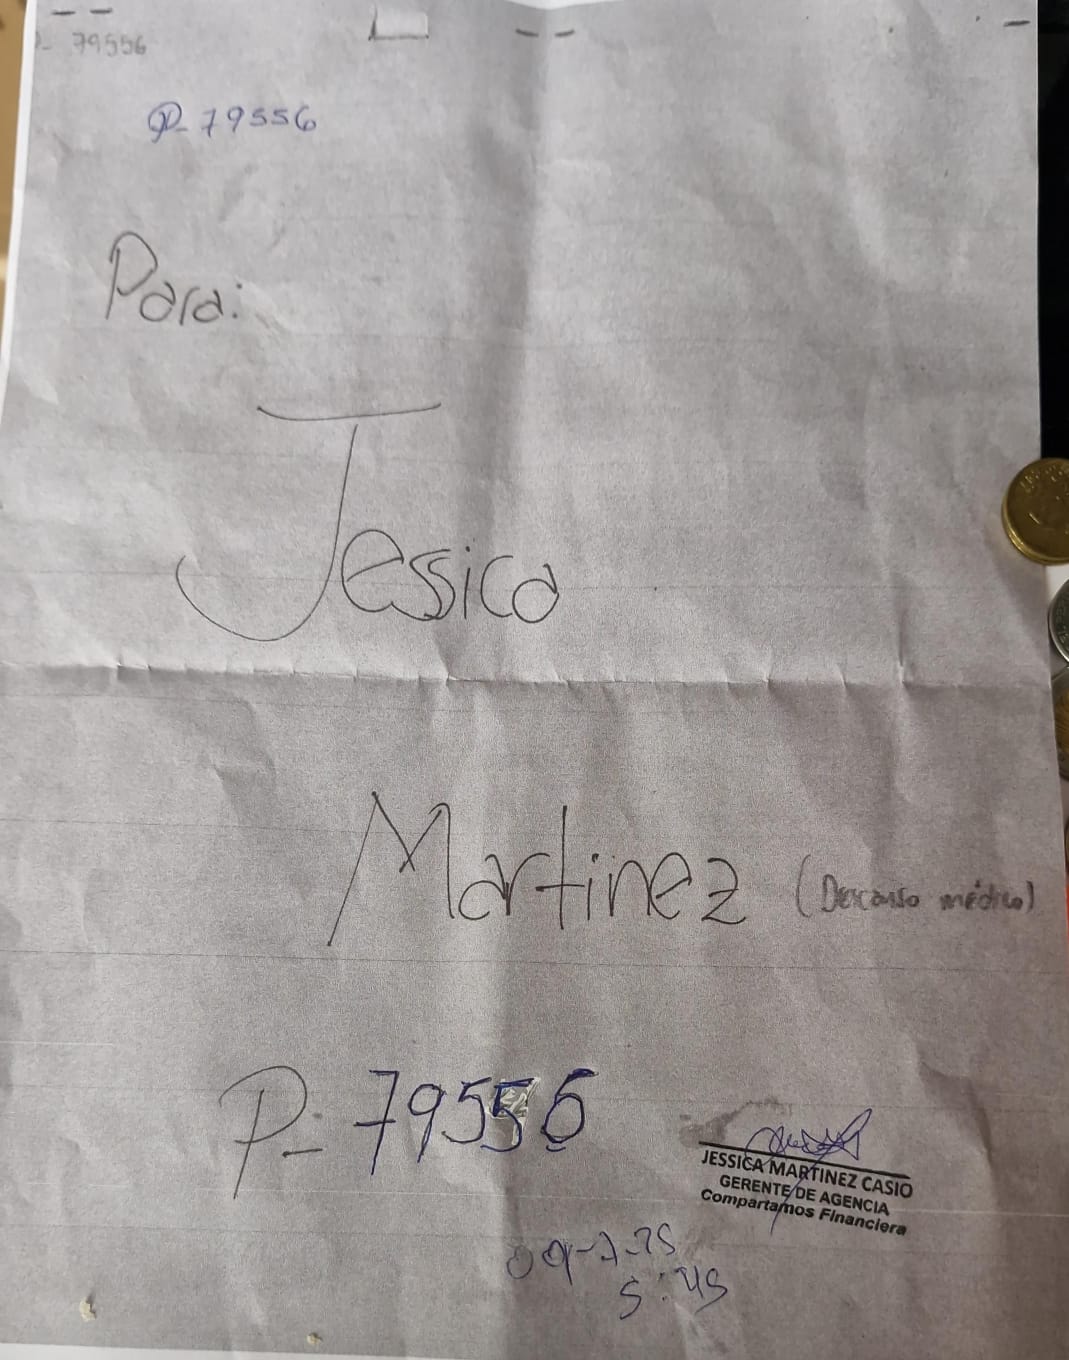 P- 79556
P- 79556
Para:
Jessica
Martinez (Descanso médico)
P- 79556
JESSICA MARTINEZ CASIO
GERENTE DE AGENCIA
Compartamos Financiera
09-7-25
5:45